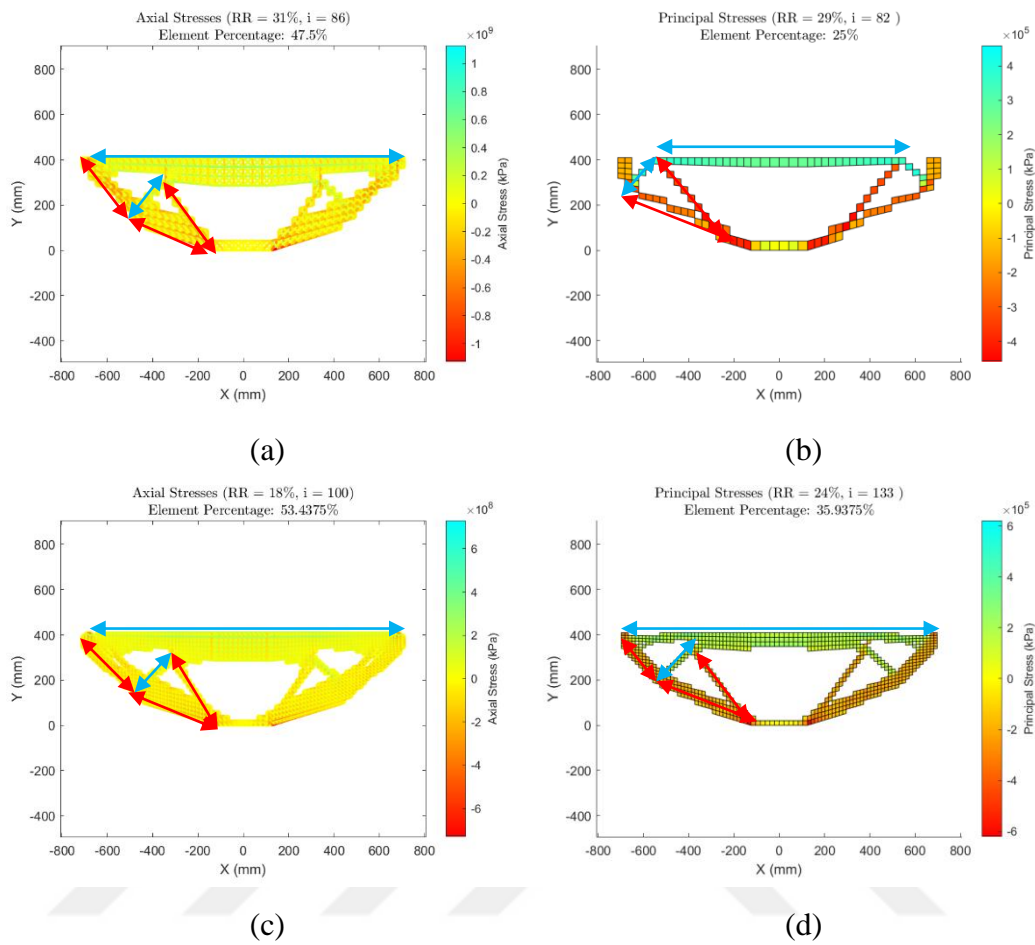 Axial Stresses (RR = 31%, i = 86)
Element Percentage: 47.5%
×10⁹
800
600
400
200
0
-200
-400
Y (mm)
-800 -600 -400 -200 0 200 400 600 800
X (mm)
1
0.8
0.6
0.4
0.2
0
-0.2
-0.4
-0.6
-0.8
-1
Axial Stress (kPa)
(a)
Principal Stresses (RR = 29%, i = 82 )
Element Percentage: 25%
×10⁵
800
600
400
200
0
-200
-400
Y (mm)
-800 -600 -400 -200 0 200 400 600 800
X (mm)
4
3
2
1
0
-1
-2
-3
-4
Principal Stress (kPa)
(b)
Axial Stresses (RR = 18%, i = 100)
Element Percentage: 53.4375%
×10⁸
800
600
400
200
0
-200
-400
Y (mm)
-800 -600 -400 -200 0 200 400 600 800
X (mm)
6
4
2
0
-2
-4
-6
Axial Stress (kPa)
(c)
Principal Stresses (RR = 24%, i = 133 )
Element Percentage: 35.9375%
×10⁵
800
600
400
200
0
-200
-400
Y (mm)
-800 -600 -400 -200 0 200 400 600 800
X (mm)
6
4
2
0
-2
-4
-6
Principal Stress (kPa)
(d)